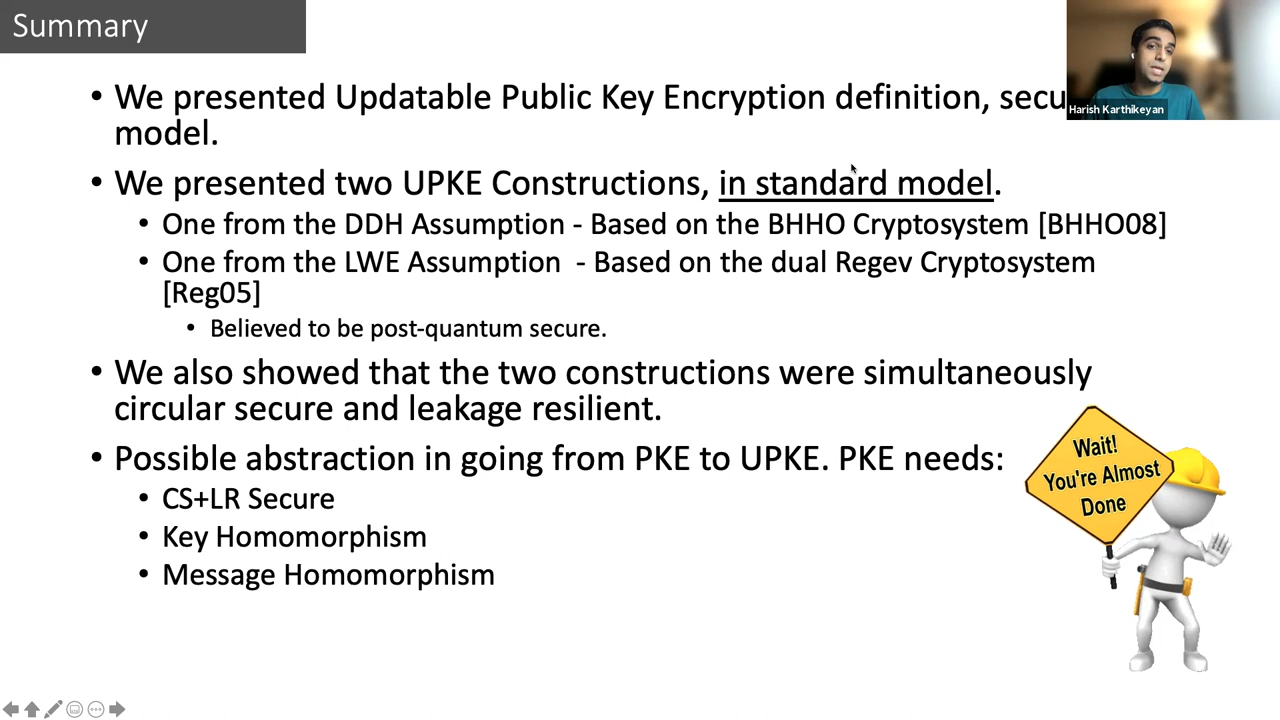 Summary
• We presented Updatable Public Key Encryption definition, secu
model.
Harish Karthikeyan
• We presented two UPKE Constructions, in standard model.
• One from the DDH Assumption - Based on the BHHO Cryptosystem [BHHO08]
• One from the LWE Assumption - Based on the dual Regev Cryptosystem
[Reg05]
• Believed to be post-quantum secure.
• We also showed that the two constructions were simultaneously
circular secure and leakage resilient.
• Possible abstraction in going from PKE to UPKE. PKE needs:
• CS+LR Secure
• Key Homomorphism
• Message Homomorphism
Wait!
You're Almost
Done